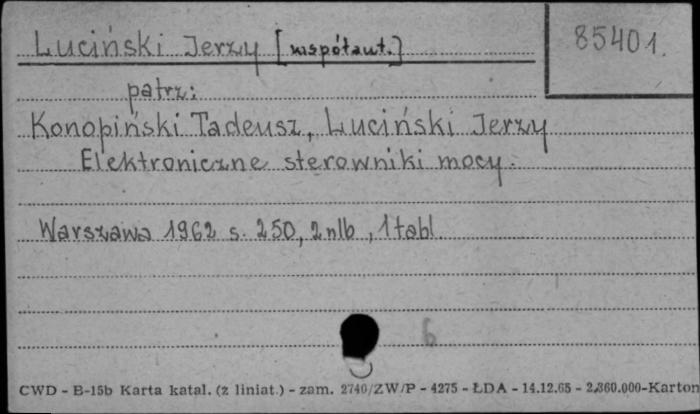 Luciński Jerzy [współaut.]
85401.
patrz:
Konopiński Tadeusz, Luciński Jerzy
Elektroniczne sterowniki mocy.
Warszawa 1962 s. 250, 2 nlb, 1 tabl.
6
CWD - B-15b Karta katal. (z liniat.) - zam. 2740/ZW/P - 4275 - ŁDA - 14.12.65 - 2.360.000-Karton